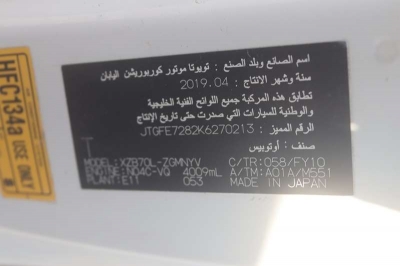 اسم الصانع وبلد الصنع : تويوتا موتور كوربوريشن اليابان
سنة وشهر الانتاج : 2019.04
تطابق هذة المركبة جميع اللوائح الفنية الخليجية
للسيارات التي صدرت حتى تاريخ الإنتاج
الرقم المميز : JTGFE7282K6270213
صنف : أوتوبيس
MODEL:XZB70L-ZGMNYV C/TR:058/FY10
ENGINE:N04C-VQ 4009mL A/TM:A01A/M551
PLANT:E11 053 MADE IN JAPAN
HFC134a
USE ONLY